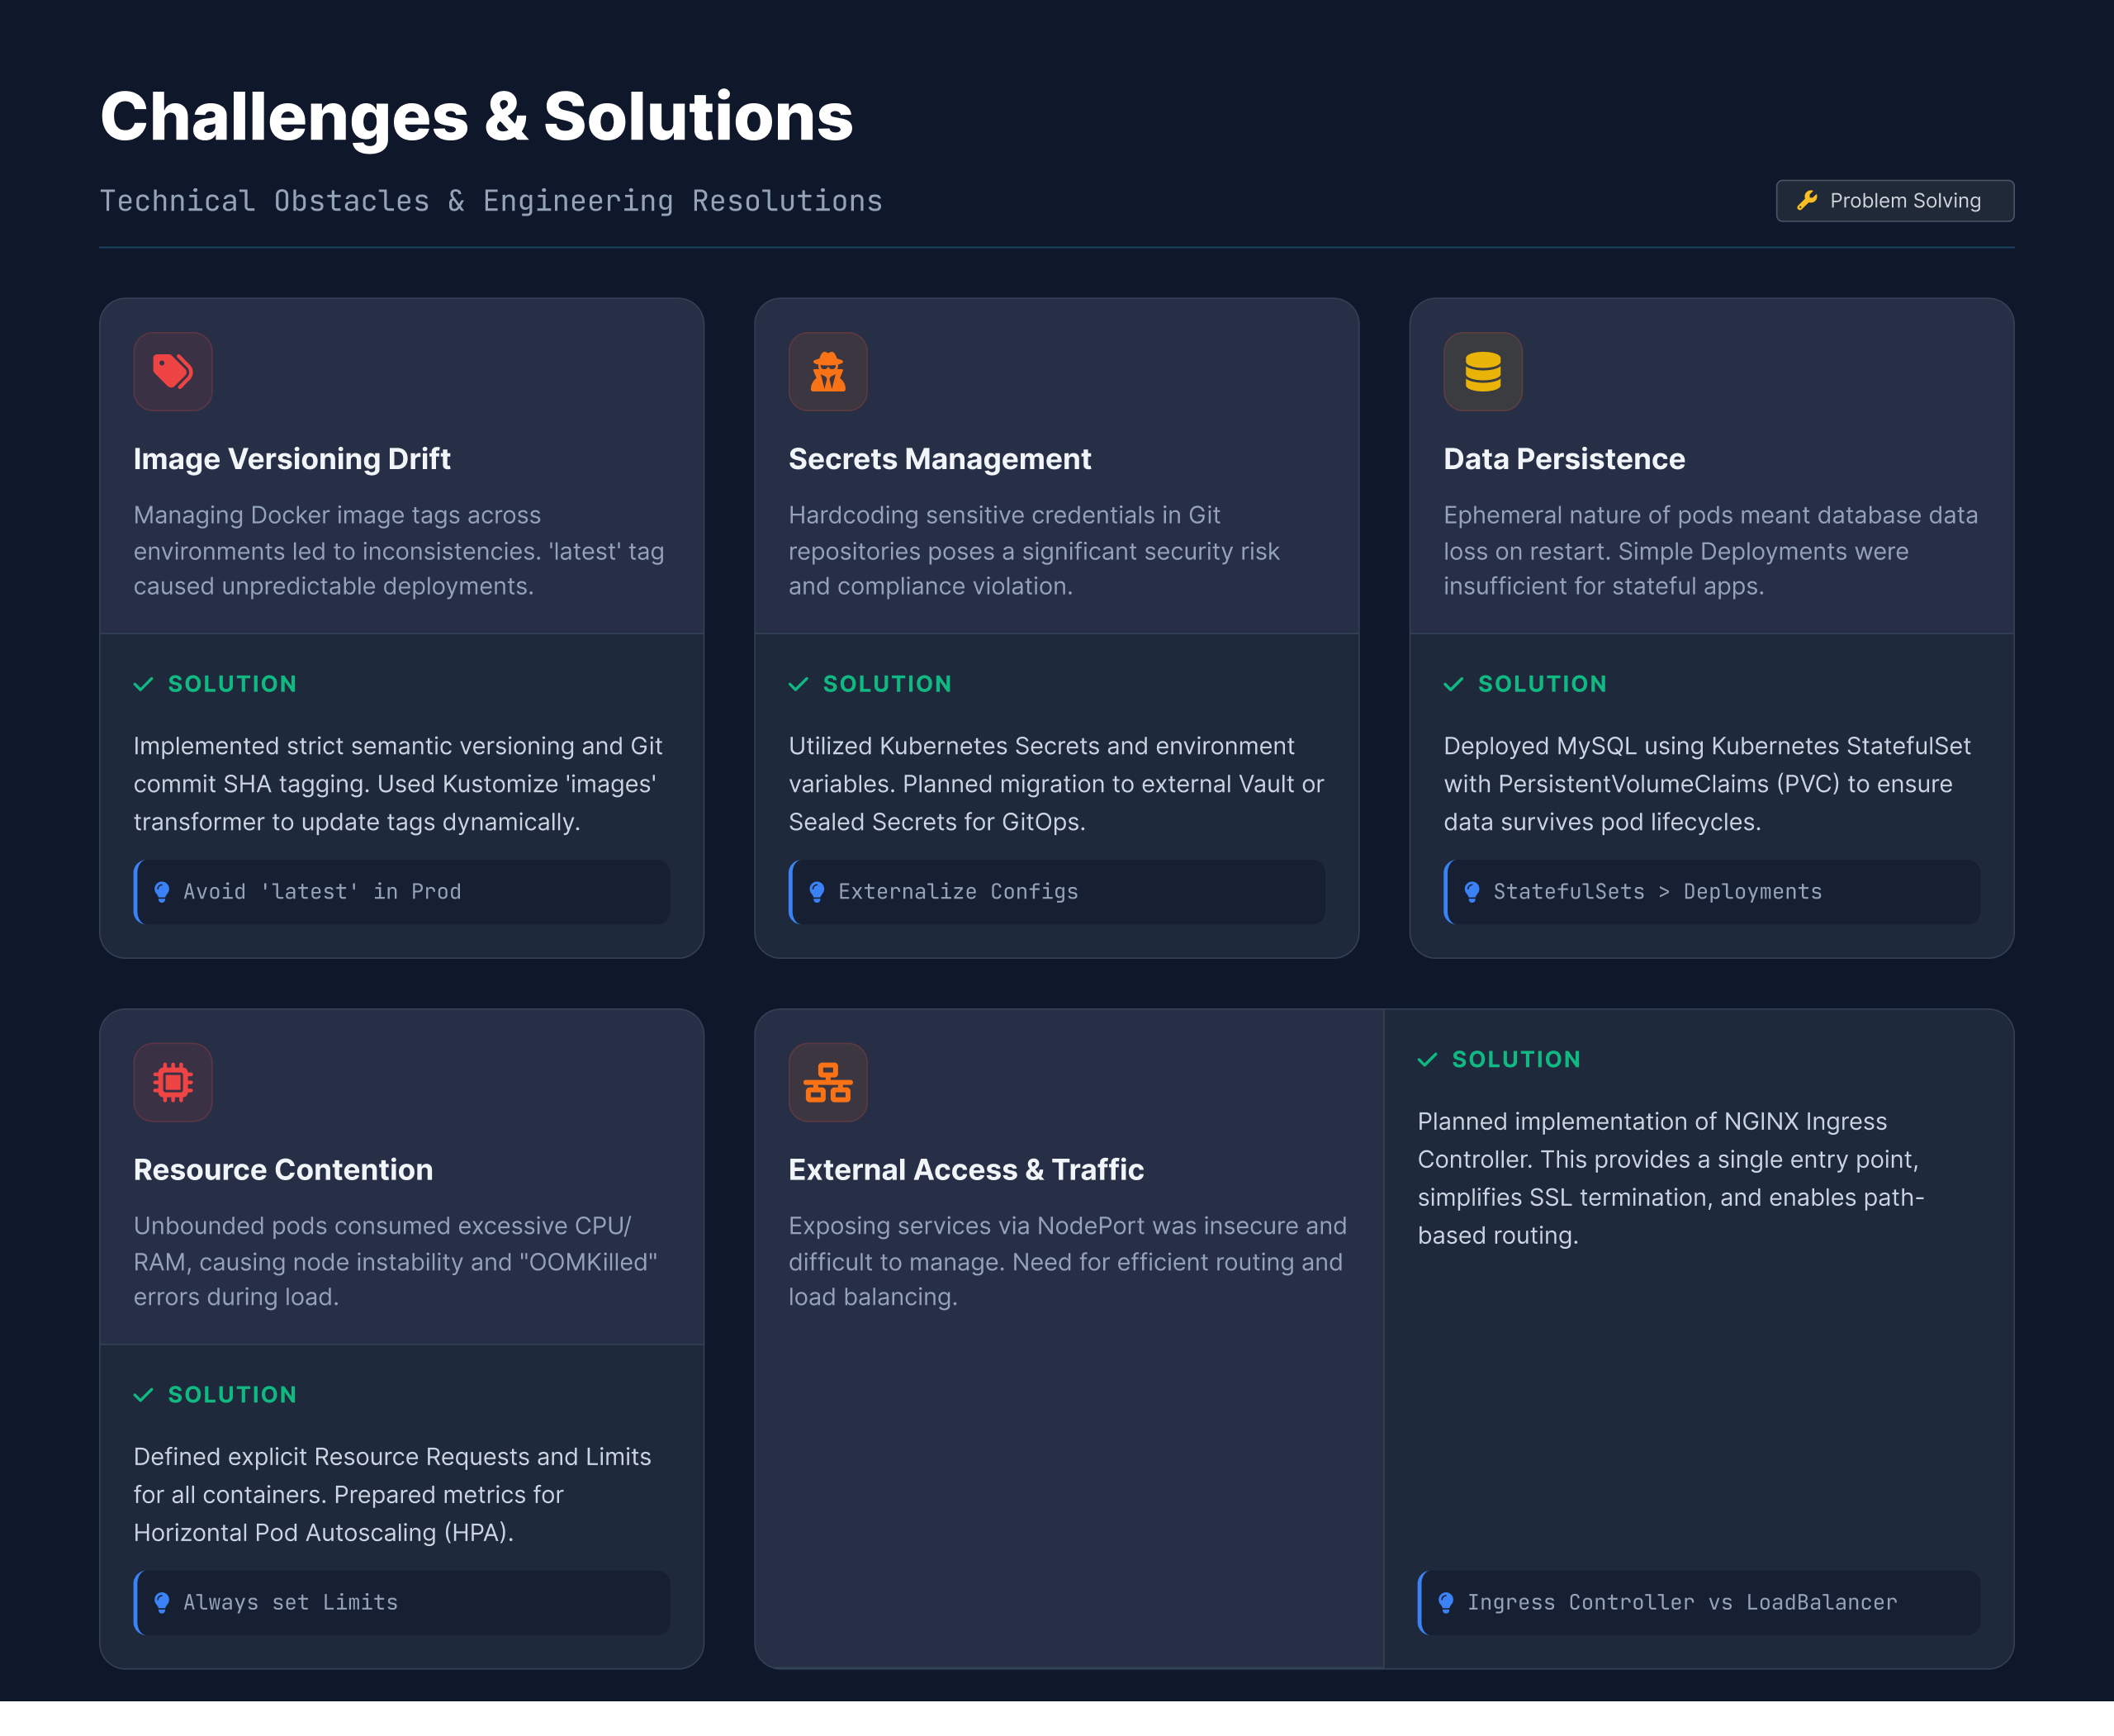 Challenges & Solutions
Technical Obstacles & Engineering Resolutions
Problem Solving
Image Versioning Drift
Managing Docker image tags across
environments led to inconsistencies. 'latest' tag
caused unpredictable deployments.
SOLUTION
Implemented strict semantic versioning and Git
commit SHA tagging. Used Kustomize 'images'
transformer to update tags dynamically.
Avoid 'latest' in Prod
Secrets Management
Hardcoding sensitive credentials in Git
repositories poses a significant security risk
and compliance violation.
SOLUTION
Utilized Kubernetes Secrets and environment
variables. Planned migration to external Vault or
Sealed Secrets for GitOps.
Externalize Configs
Data Persistence
Ephemeral nature of pods meant database data
loss on restart. Simple Deployments were
insufficient for stateful apps.
SOLUTION
Deployed MySQL using Kubernetes StatefulSet
with PersistentVolumeClaims (PVC) to ensure
data survives pod lifecycles.
StatefulSets > Deployments
Resource Contention
Unbounded pods consumed excessive CPU/
RAM, causing node instability and "OOMKilled"
errors during load.
SOLUTION
Defined explicit Resource Requests and Limits
for all containers. Prepared metrics for
Horizontal Pod Autoscaling (HPA).
Always set Limits
External Access & Traffic
Exposing services via NodePort was insecure and
difficult to manage. Need for efficient routing and
load balancing.
SOLUTION
Planned implementation of NGINX Ingress
Controller. This provides a single entry point,
simplifies SSL termination, and enables path-
based routing.
Ingress Controller vs LoadBalancer